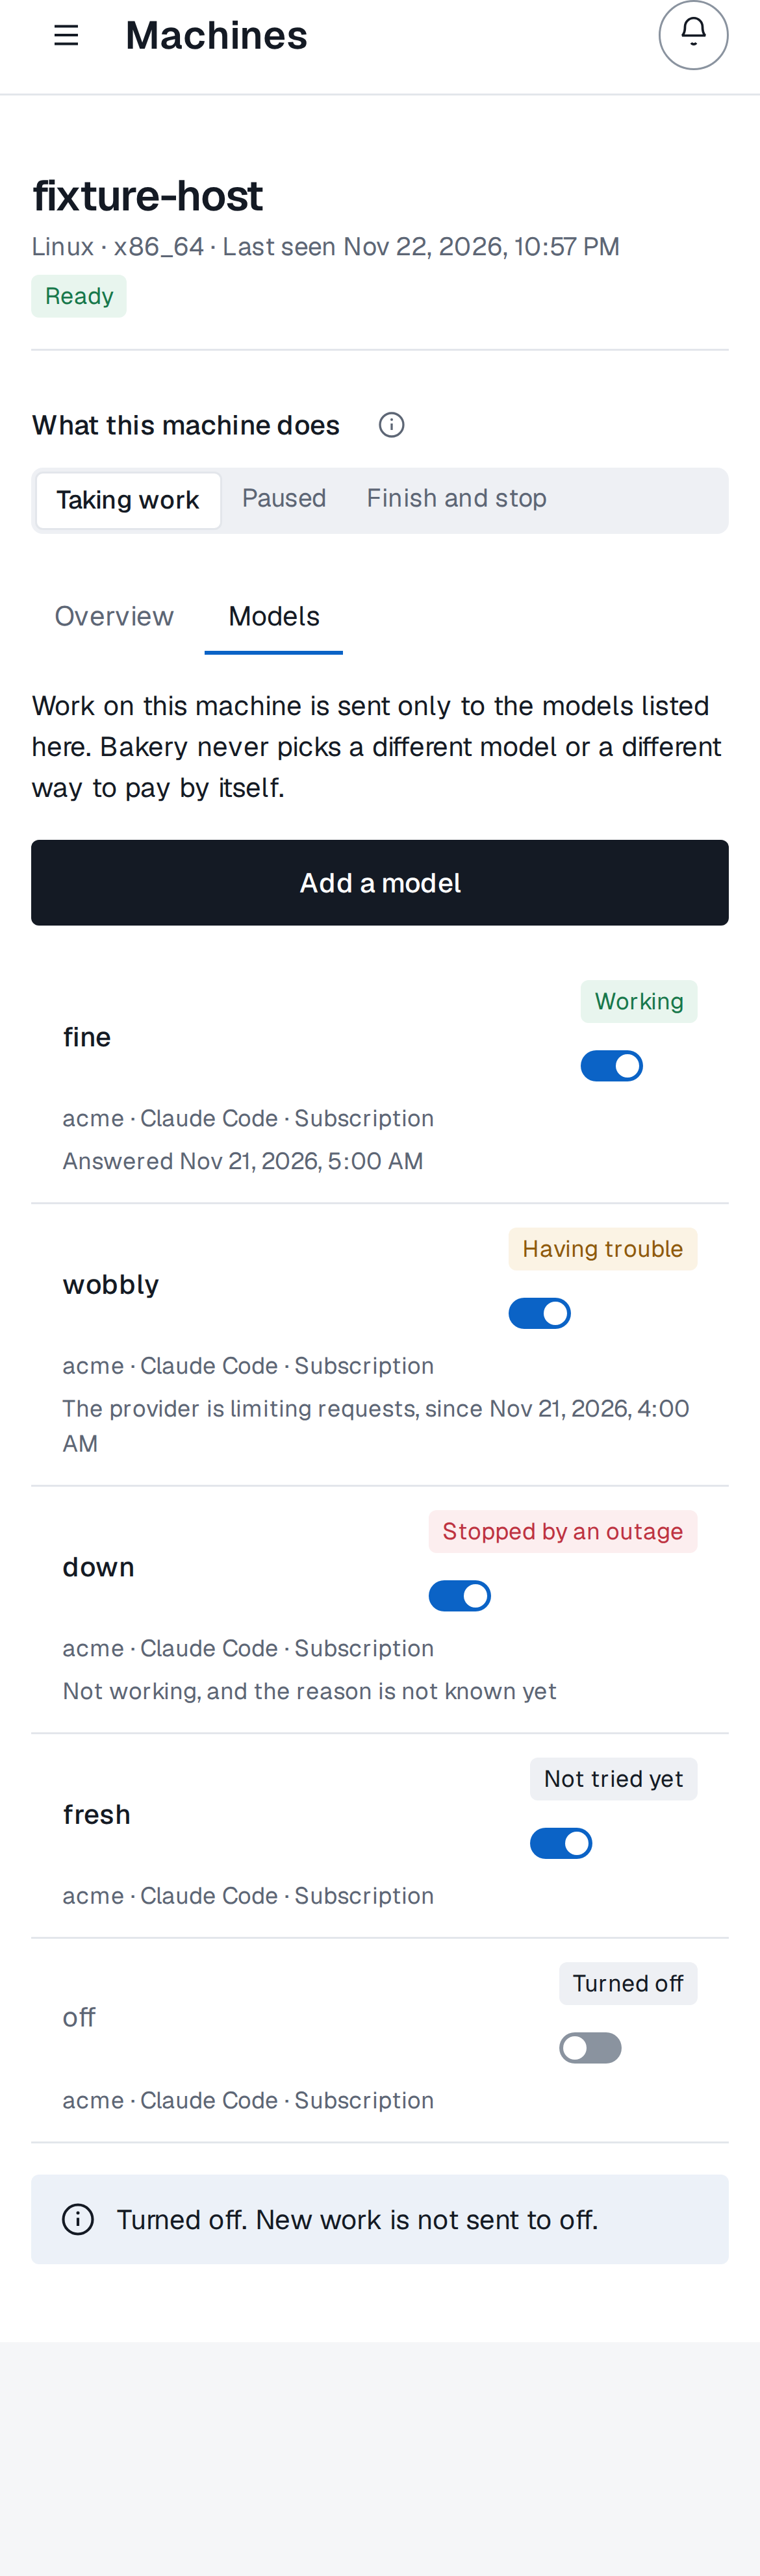 Machines
fixture-host
Linux · x86_64 · Last seen Nov 22, 2026, 10:57 PM
Ready
What this machine does
Taking work
Paused
Finish and stop
Overview
Models
Work on this machine is sent only to the models listed
here. Bakery never picks a different model or a different
way to pay by itself.
Add a model
Working
fine
acme · Claude Code · Subscription
Answered Nov 21, 2026, 5:00 AM
Having trouble
wobbly
acme · Claude Code · Subscription
The provider is limiting requests, since Nov 21, 2026, 4:00
AM
Stopped by an outage
down
acme · Claude Code · Subscription
Not working, and the reason is not known yet
Not tried yet
fresh
acme · Claude Code · Subscription
Turned off
off
acme · Claude Code · Subscription
Turned off. New work is not sent to off.